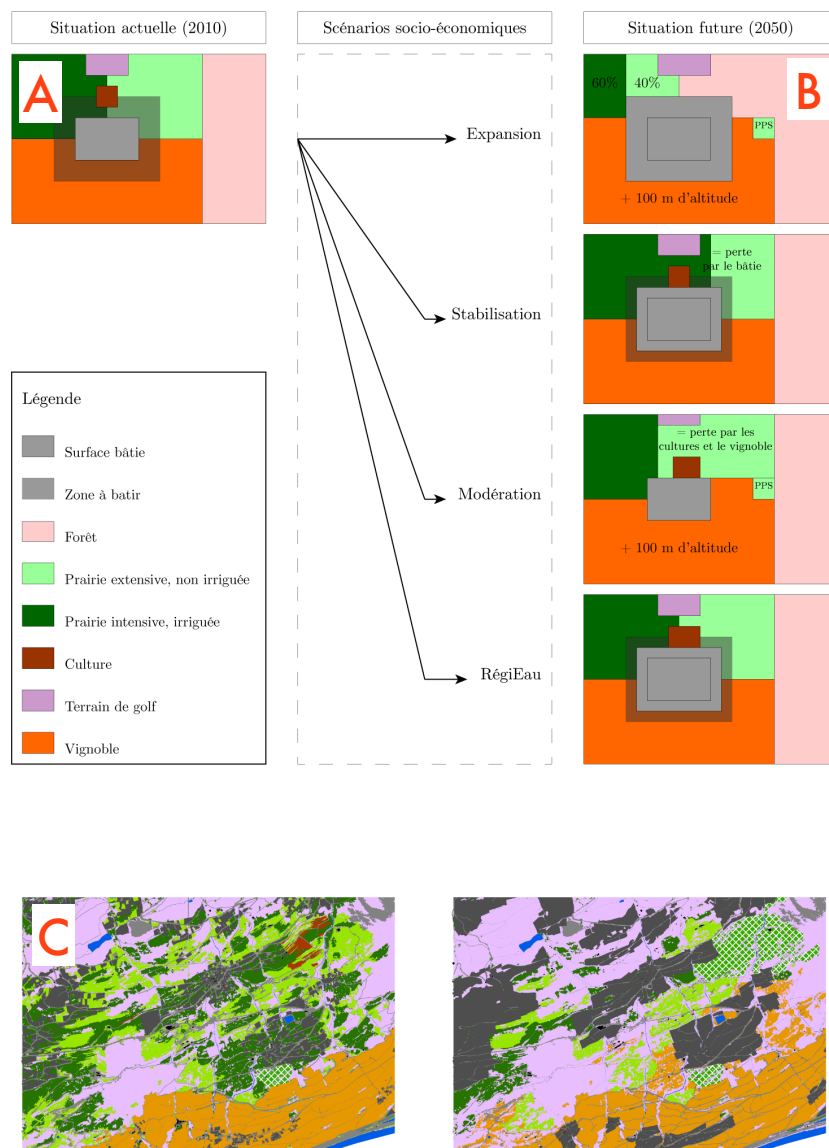 Situation actuelle (2010)
Scénarios socio-économiques
Situation future (2050)
A
B
60%
40%
PPS
+ 100 m d'altitude
Expansion
= perte
par le bâtie
Stabilisation
Légende
Surface bâtie
Zone à batir
Forêt
Prairie extensive, non irriguée
Prairie intensive, irriguée
Culture
Terrain de golf
Vignoble
= perte par les
cultures et le vignoble
PPS
+ 100 m d'altitude
Modération
RégiEau
C